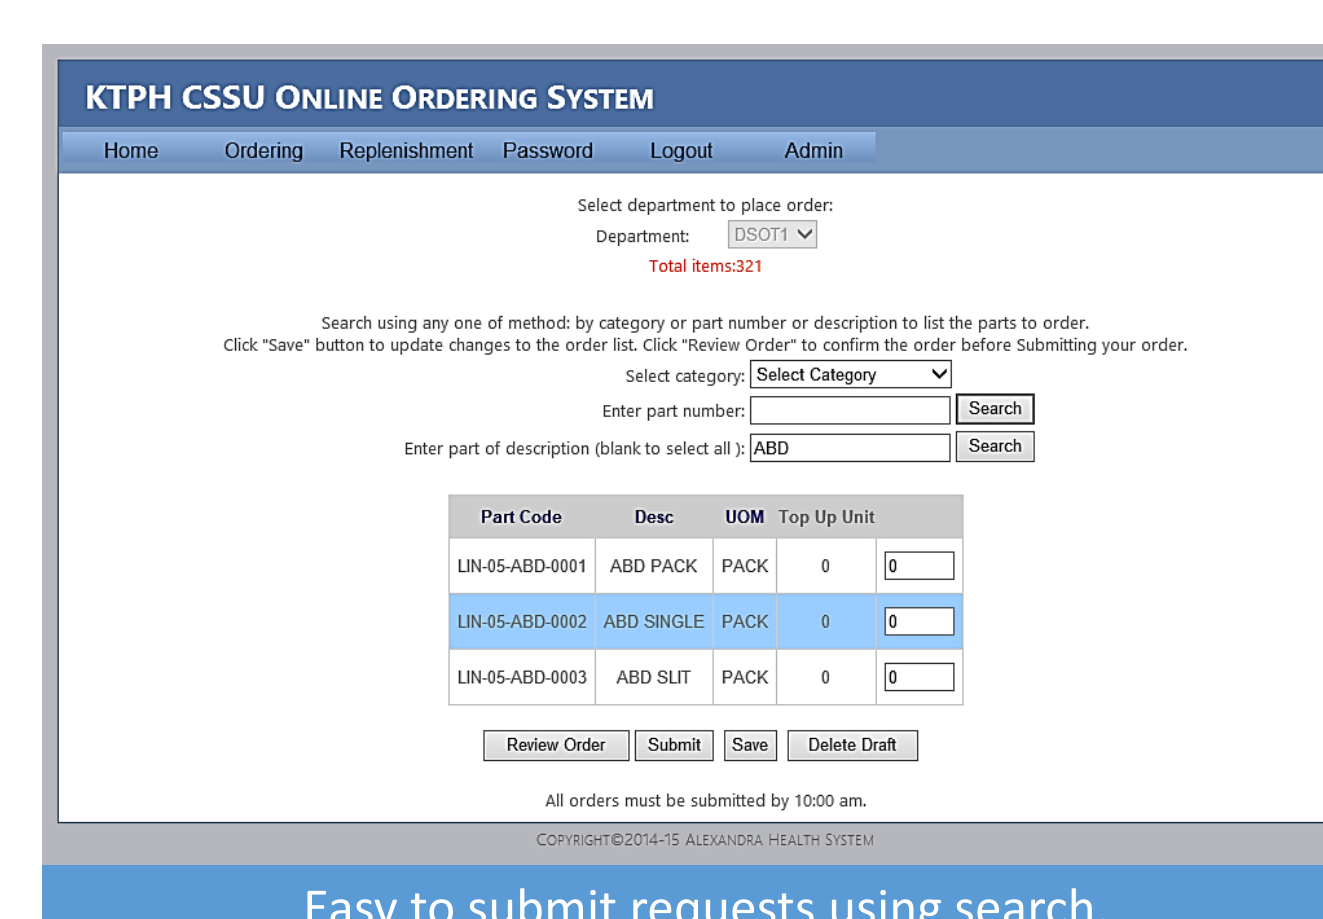 KTPH CSSU ONLINE ORDERING SYSTEM
Home Ordering Replenishment Password Logout Admin
Select department to place order:
Department: DSOT1
Total items:321
Search using any one of method: by category or part number or description to list the parts to order.
Click "Save" button to update changes to the order list. Click "Review Order" to confirm the order before Submitting your order.
Select category: Select Category
Enter part number: Search
Enter part of description (blank to select all ): ABD Search
Part Code Desc UOM Top Up Unit
LIN-05-ABD-0001 ABD PACK PACK 0 0
LIN-05-ABD-0002 ABD SINGLE PACK 0 0
LIN-05-ABD-0003 ABD SLIT PACK 0 0
Review Order Submit Save Delete Draft
All orders must be submitted by 10:00 am.
COPYRIGHT©2014-15 ALEXANDRA HEALTH SYSTEM
Easy to submit requests using search